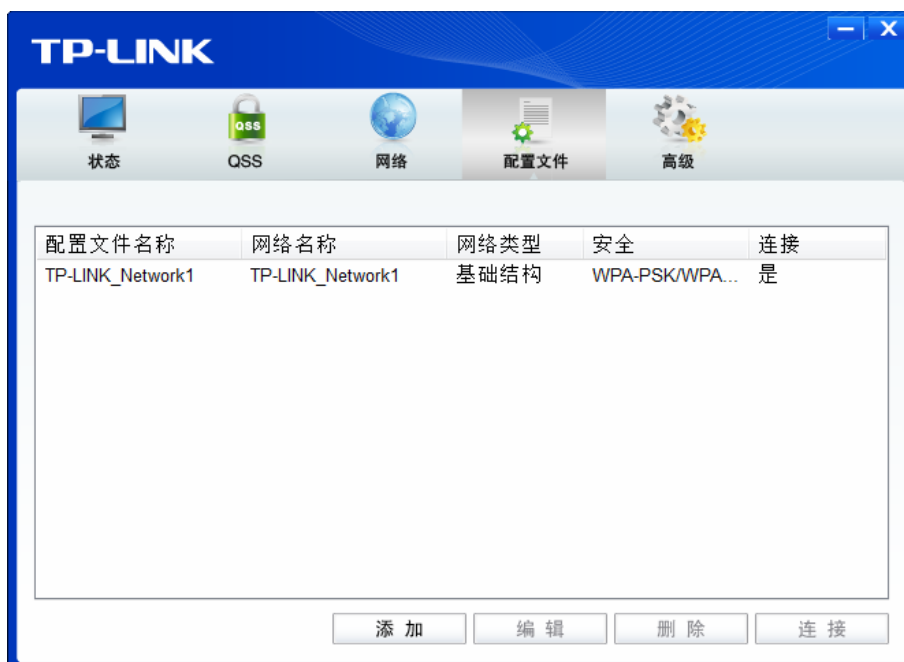 TP-LINK
QSS
状态 QSS 网络 配置文件 高级
配置文件名称 网络名称 网络类型 安全 连接
TP-LINK_Network1 TP-LINK_Network1 基础结构 WPA-PSK/WPA... 是
添加 编辑 删除 连接